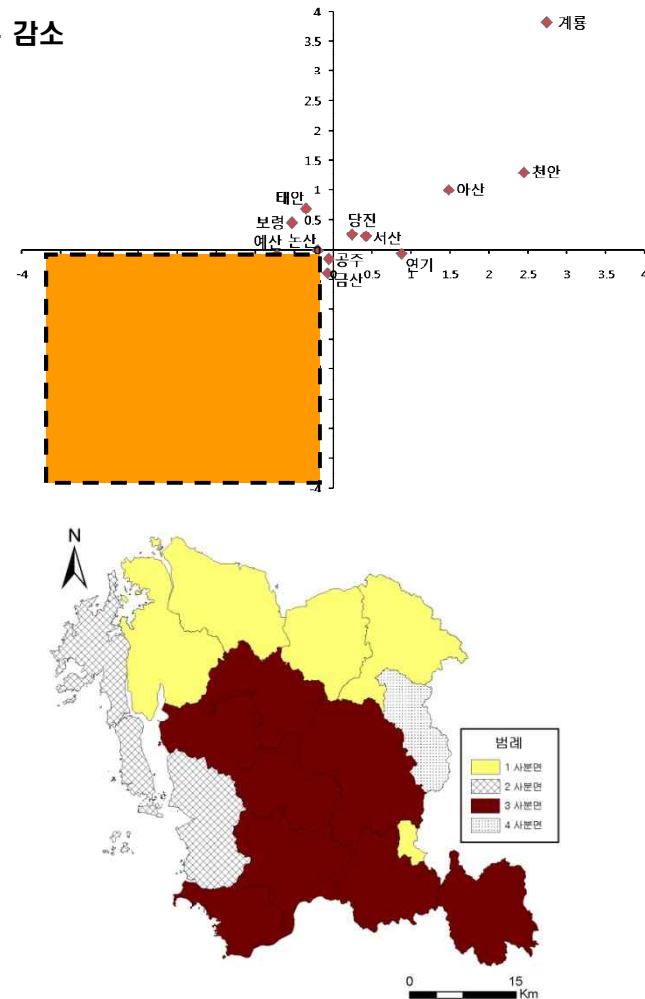 감소
4
계룡
3.5
3
2.5
2
1.5
천안
1
아산
태안
0.5
당진
보령
서산
예산 논산
0
공주
연기
-4
0.5
1
1.5
2
2.5
3
3.5
4
금산
-4
N
범례
1 사분면
2 사분면
3 사분면
4 사분면
0
15
Km